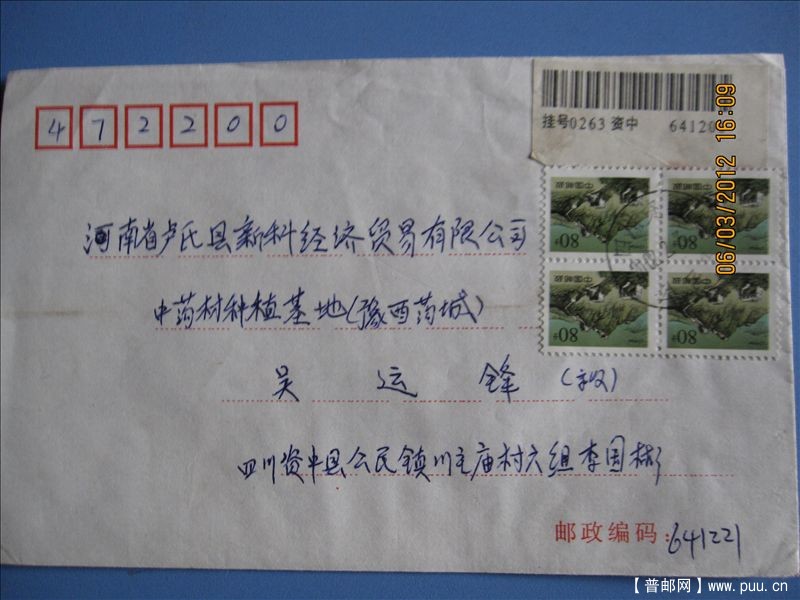 472200
挂号0263 资中 64120
河南省卢氏县新科经济贸易有限公司
中药材种植基地(豫西药城)
吴 运 锋 (收)
四川资中县公民镇川主庙村六组李国彬
邮政编码:641221
中国邮政 80分
中国邮政 80分
中国邮政 80分
中国邮政 80分
06/03/2012 16:09
【普邮网】www.puu.cn